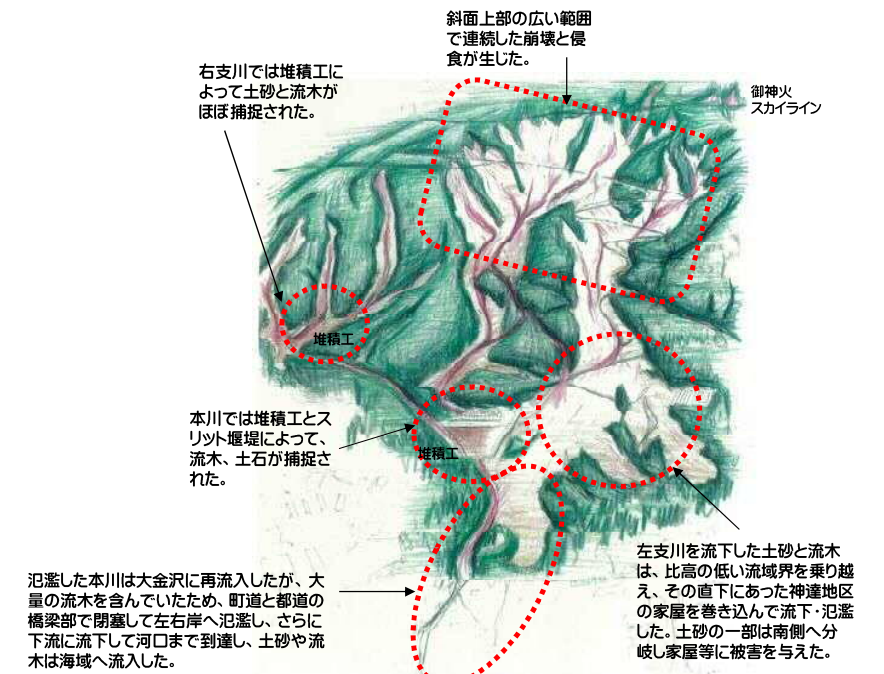 斜面上部の広い範囲
で連続した崩壊と侵
食が生じた。
右支川では堆積工に
よって土砂と流木が
ほぼ捕捉された。
御神火
スカイライン
堆積工
本川では堆積工とス
リット堰堤によって、
流木、土石が捕捉さ
れた。
堆積工
左支川を流下した土砂と流木
は、比高の低い流域界を乗り越
え、その直下にあった神達地区
の家屋を巻き込んで流下・氾濫
した。土砂の一部は南側へ分
岐し家屋等に被害を与えた。
氾濫した本川は大金沢に再流入したが、大
量の流木を含んでいたため、町道と都道の
橋梁部で閉塞して左右岸へ氾濫し、さらに
下流に流下して河口まで到達し、土砂や流
木は海域へ流入した。